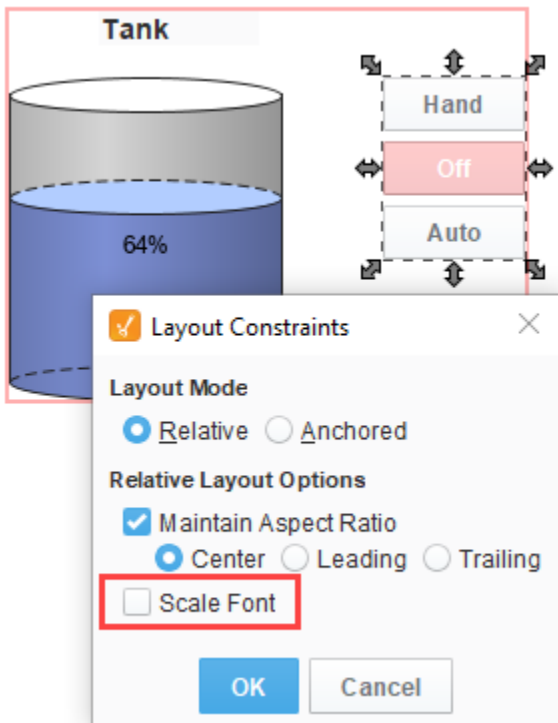 Tank
Hand
Off
Auto
64%
Layout Constraints
Layout Mode
Relative Anchored
Relative Layout Options
Maintain Aspect Ratio
Center Leading Trailing
Scale Font
OK Cancel